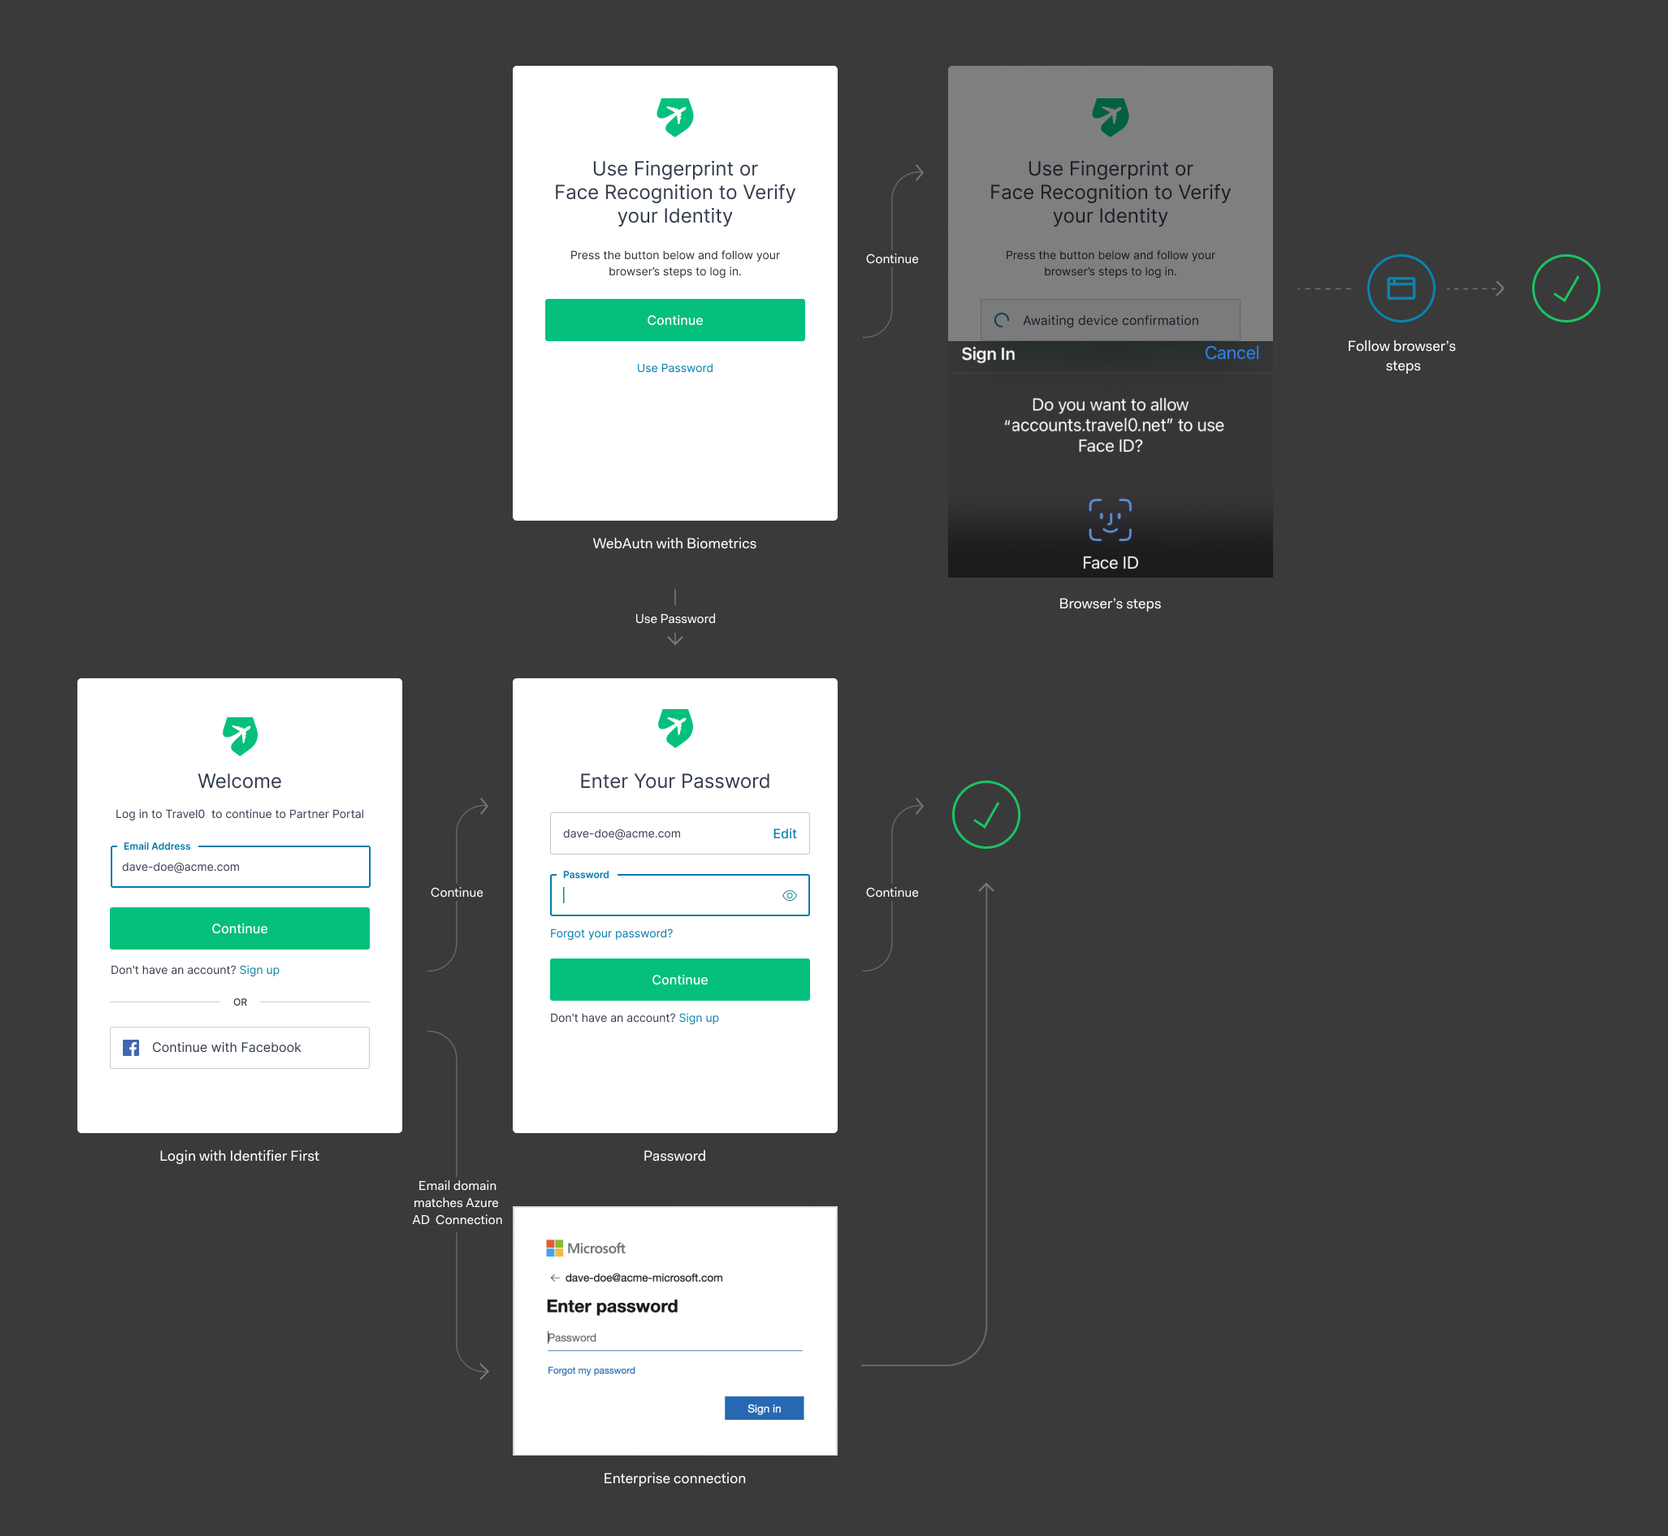 Use Fingerprint or
Face Recognition to Verify
your Identity
Press the button below and follow your
browser's steps to log in.
Continue
Use Password
WebAutn with Biometrics
Continue
Use Fingerprint or
Face Recognition to Verify
your Identity
Press the button below and follow your
browser's steps to log in.
Awaiting device confirmation
Sign In
Cancel
Do you want to allow
“accounts.travel0.net” to use
Face ID?
Face ID
Browser's steps
Follow browser's
steps
Use Password
Welcome
Log in to Travel0 to continue to Partner Portal
Email Address
dave-doe@acme.com
Continue
Don't have an account? Sign up
OR
Continue with Facebook
Login with Identifier First
Continue
Enter Your Password
dave-doe@acme.com
Edit
Password
Forgot your password?
Continue
Don't have an account? Sign up
Password
Continue
Email domain
matches Azure
AD Connection
Microsoft
dave-doe@acme-microsoft.com
Enter password
Password
Forgot my password
Sign in
Enterprise connection